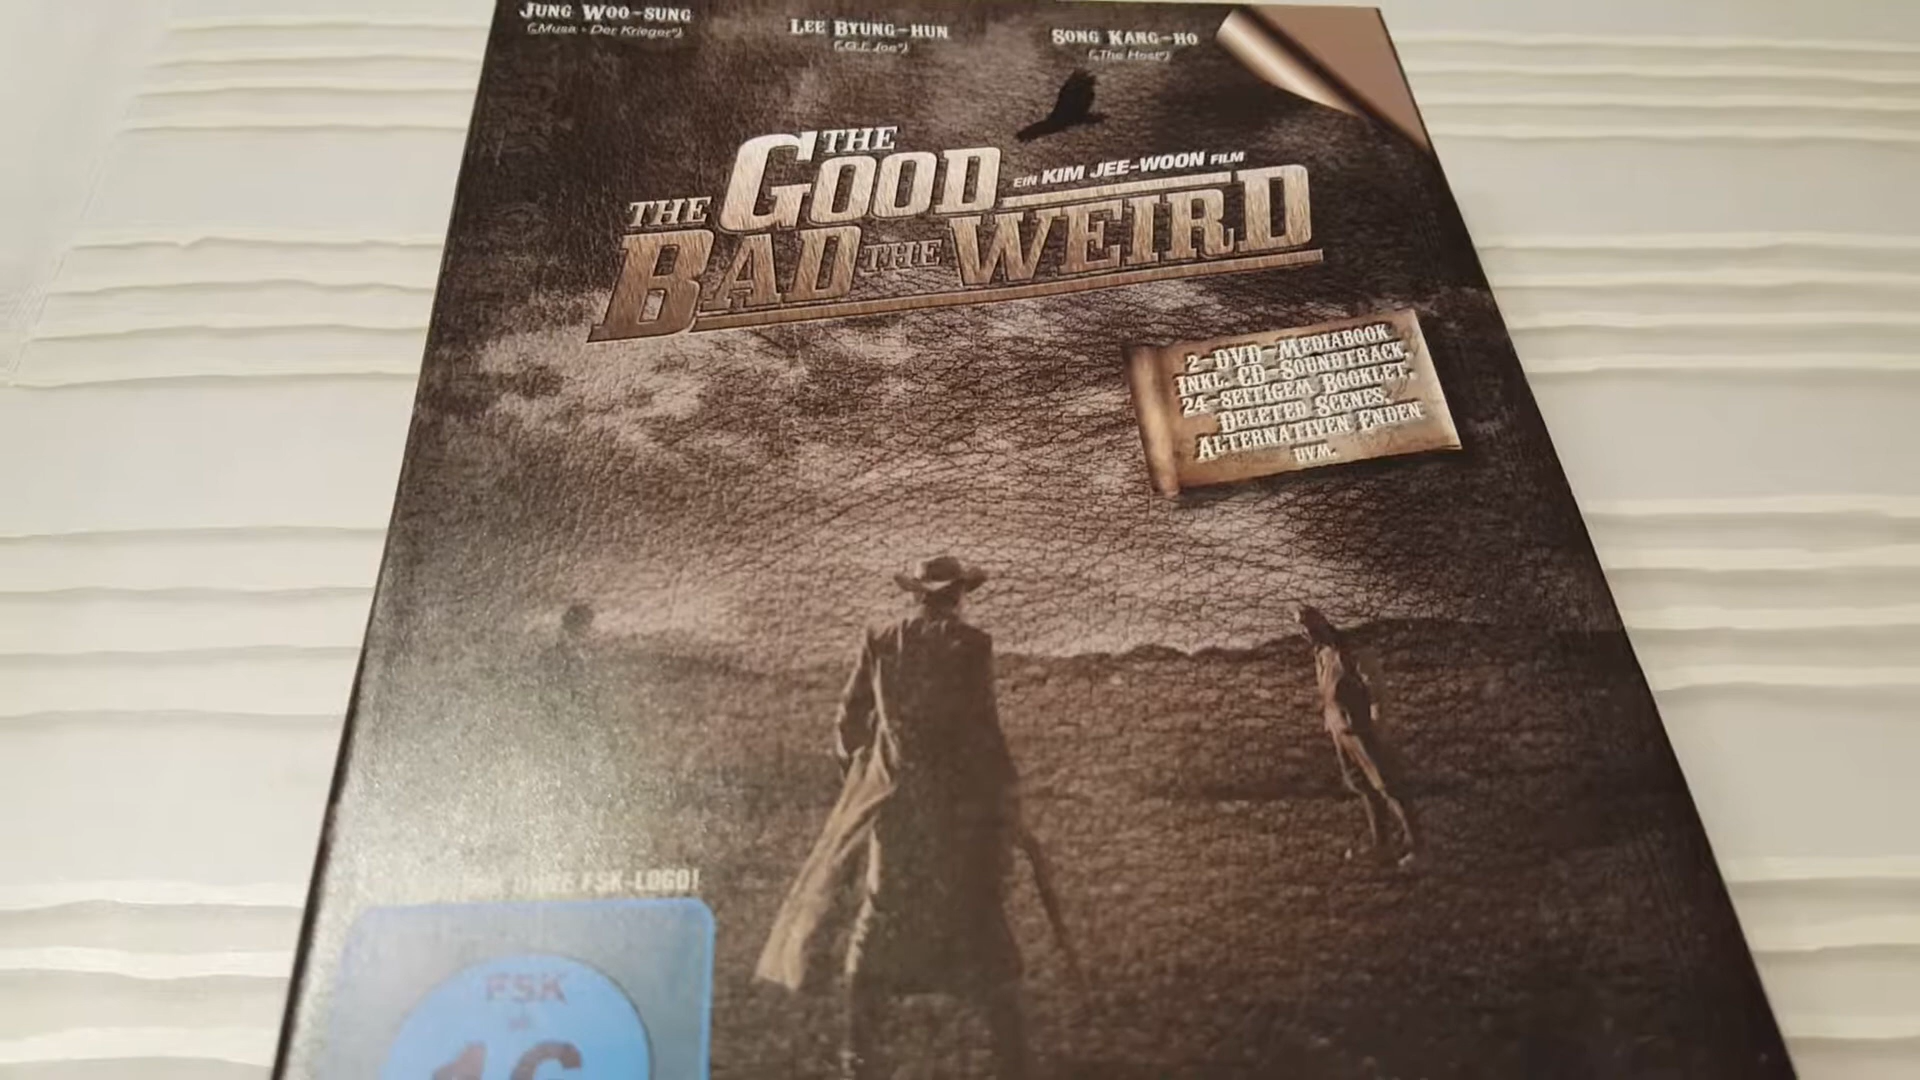 JUNG WOO-SUNG
("Musa - Der Krieger")
LEE BYUNG-HUN
("G.I. Joe")
SONG KANG-HO
("The Host")
THE GOOD
EIN KIM JEE-WOON FILM
THE BAD THE WEIRD
2-DVD-MEDIABOOK
INKL. CD-SOUNDTRACK,
24-SEITIGEM BOOKLET,
DELETED SCENES,
ALTERNATIVEN ENDEN
UVM.
FSK-LOGO!
FSK
16